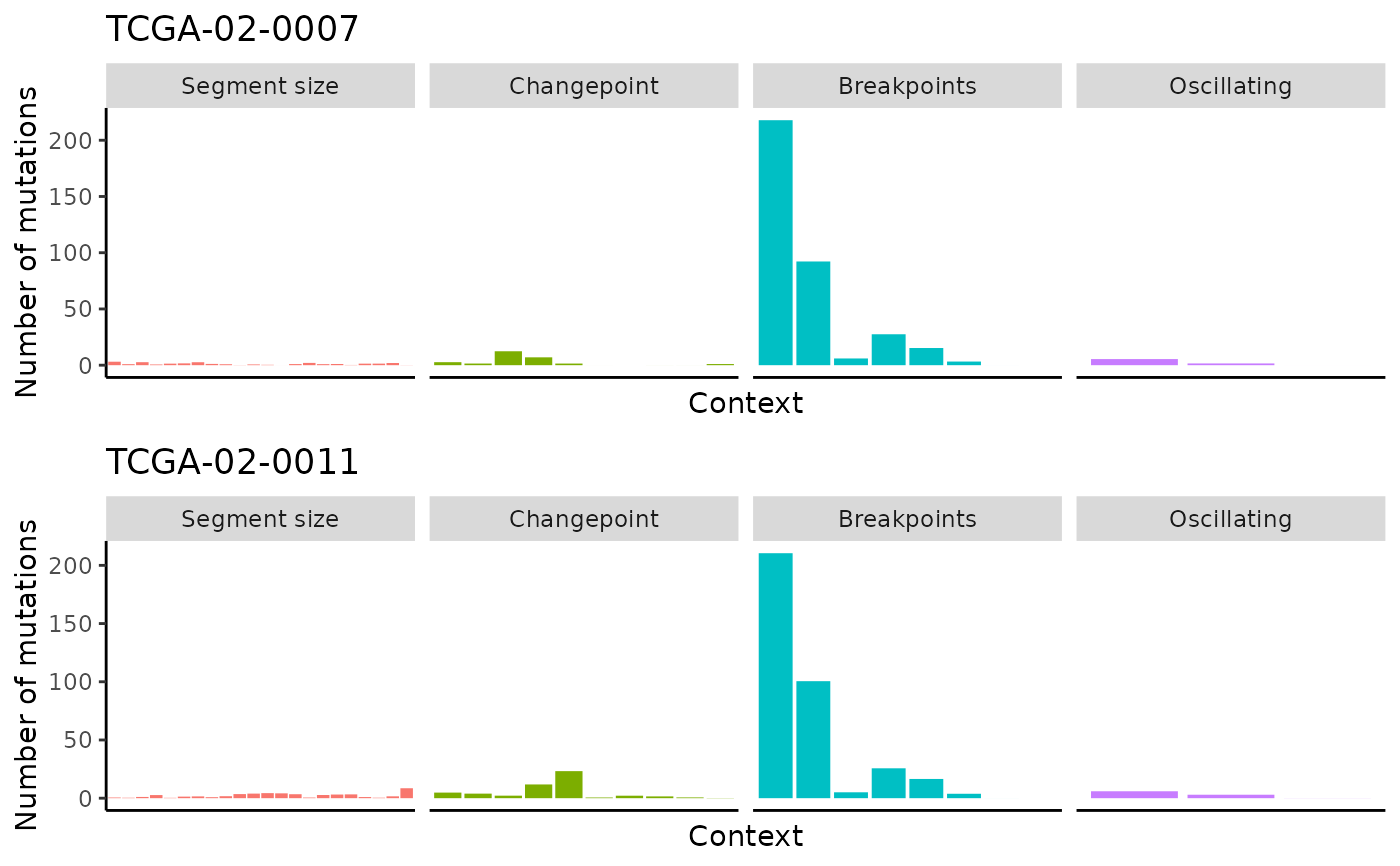 TCGA-02-0007
Segment size Changepoint Breakpoints Oscillating
Number of mutations
200
150
100
50
0
Context
TCGA-02-0011
Segment size Changepoint Breakpoints Oscillating
Number of mutations
200
150
100
50
0
Context